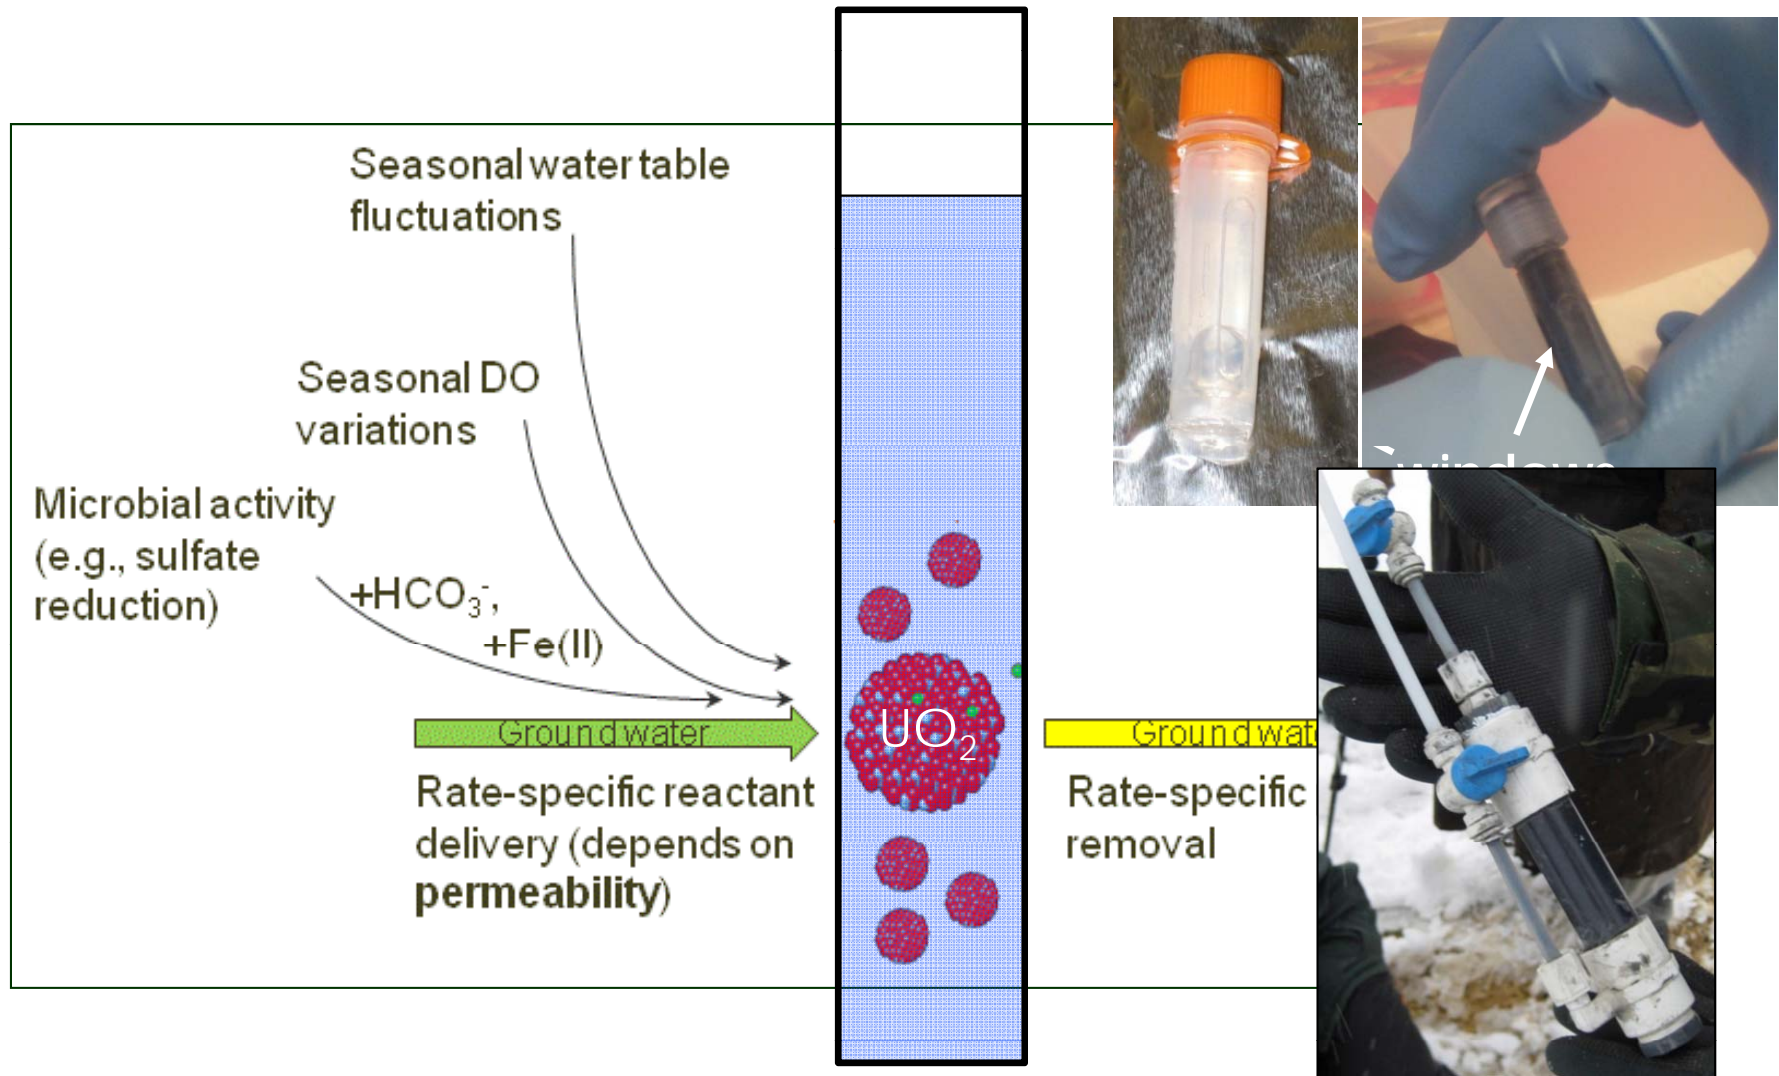 Seasonal water table
fluctuations
Seasonal DO
variations
Microbial activity
(e.g., sulfate
reduction)
+HCO₃⁻,
+Fe(II)
Ground water
Rate-specific reactant
delivery (depends on
permeability)
UO₂
Ground
Rate-specific
removal